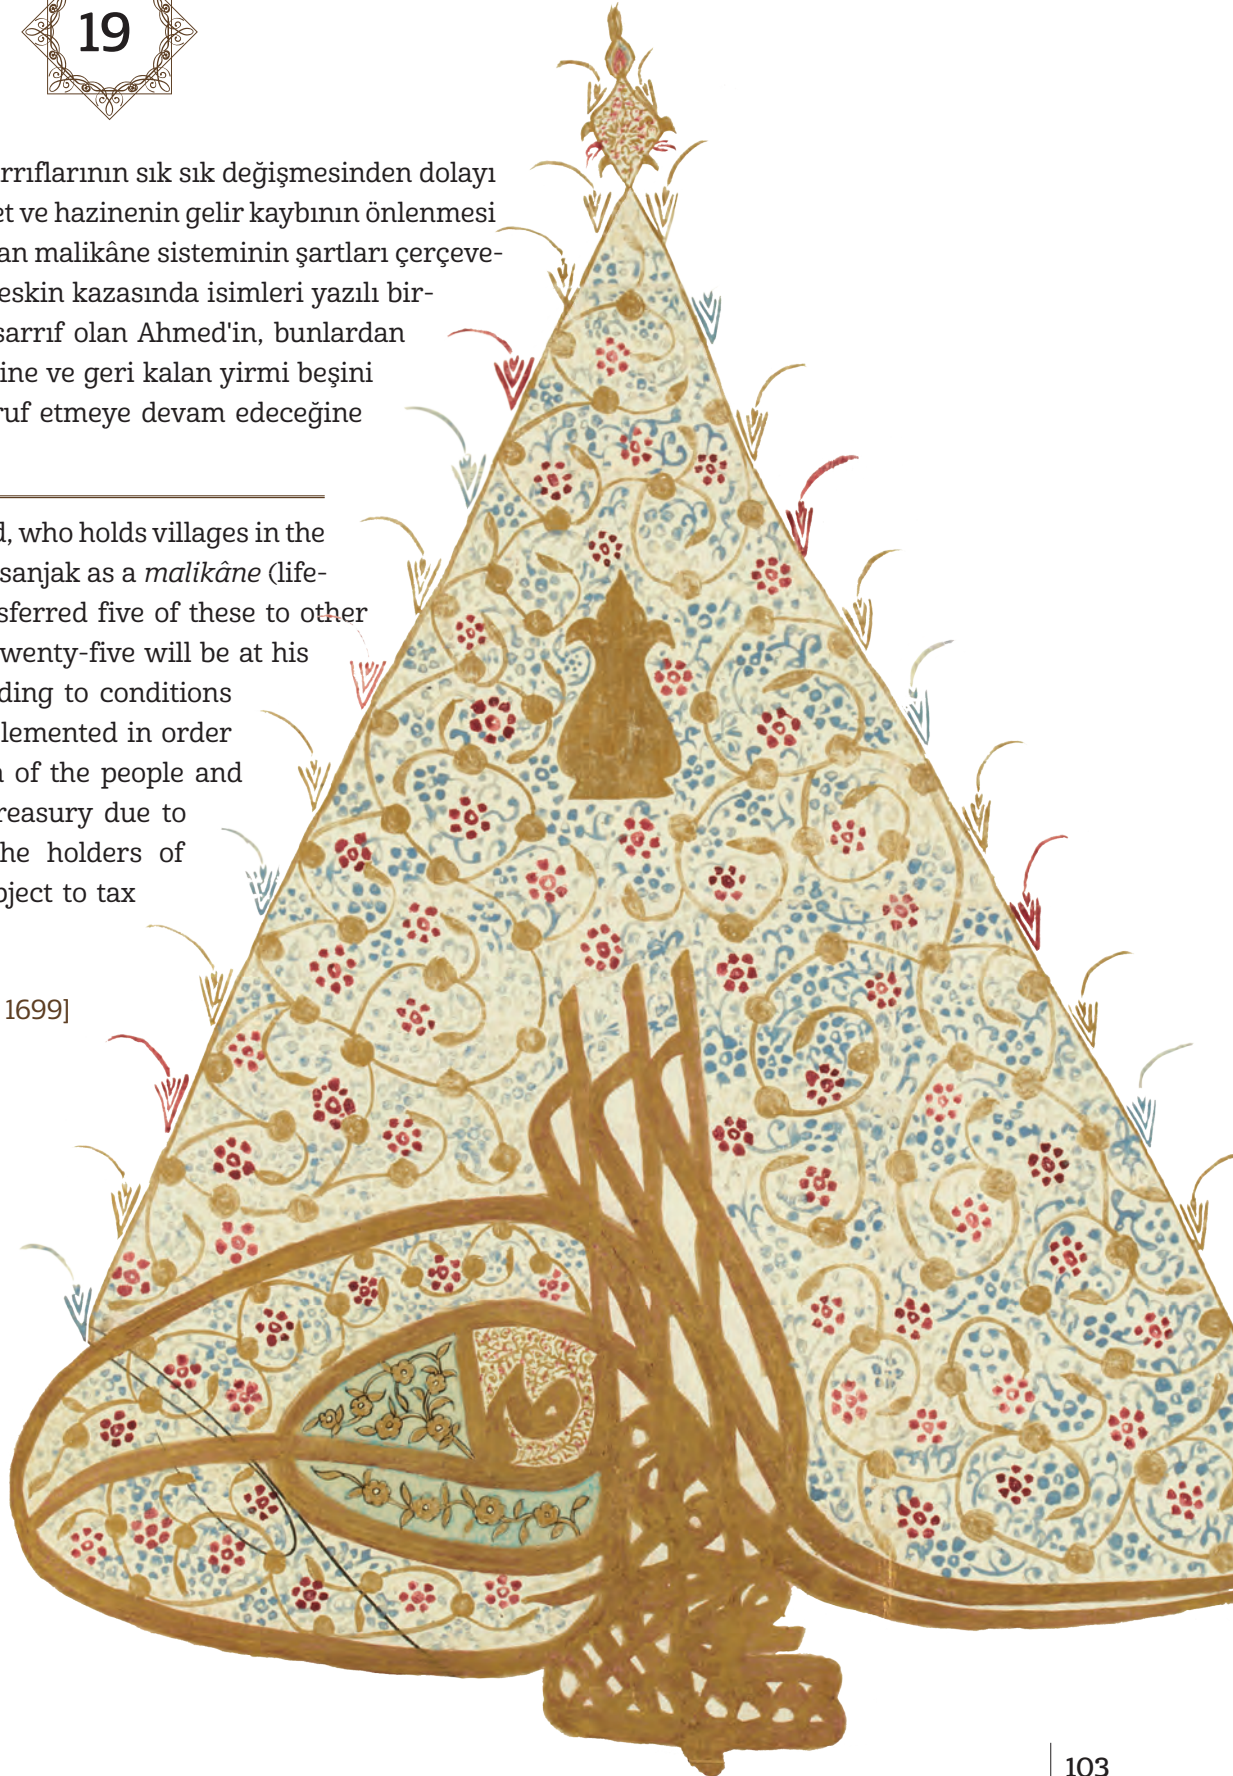 19
rrıflarının sık sık değişmesinden dolayı
et ve hazinenin gelir kaybının önlenmesi
an malikâne sisteminin şartları çerçeve-
eskin kazasında isimleri yazılı bir-
sarrıf olan Ahmed'in, bunlardan
ine ve geri kalan yirmi beşini
ruf etmeye devam edeceğine
d, who holds villages in the
sanjak as a malikâne (life-
sferred five of these to other
wenty-five will be at his
ding to conditions
lemented in order
n of the people and
reasury due to
he holders of
bject to tax
1699]
103